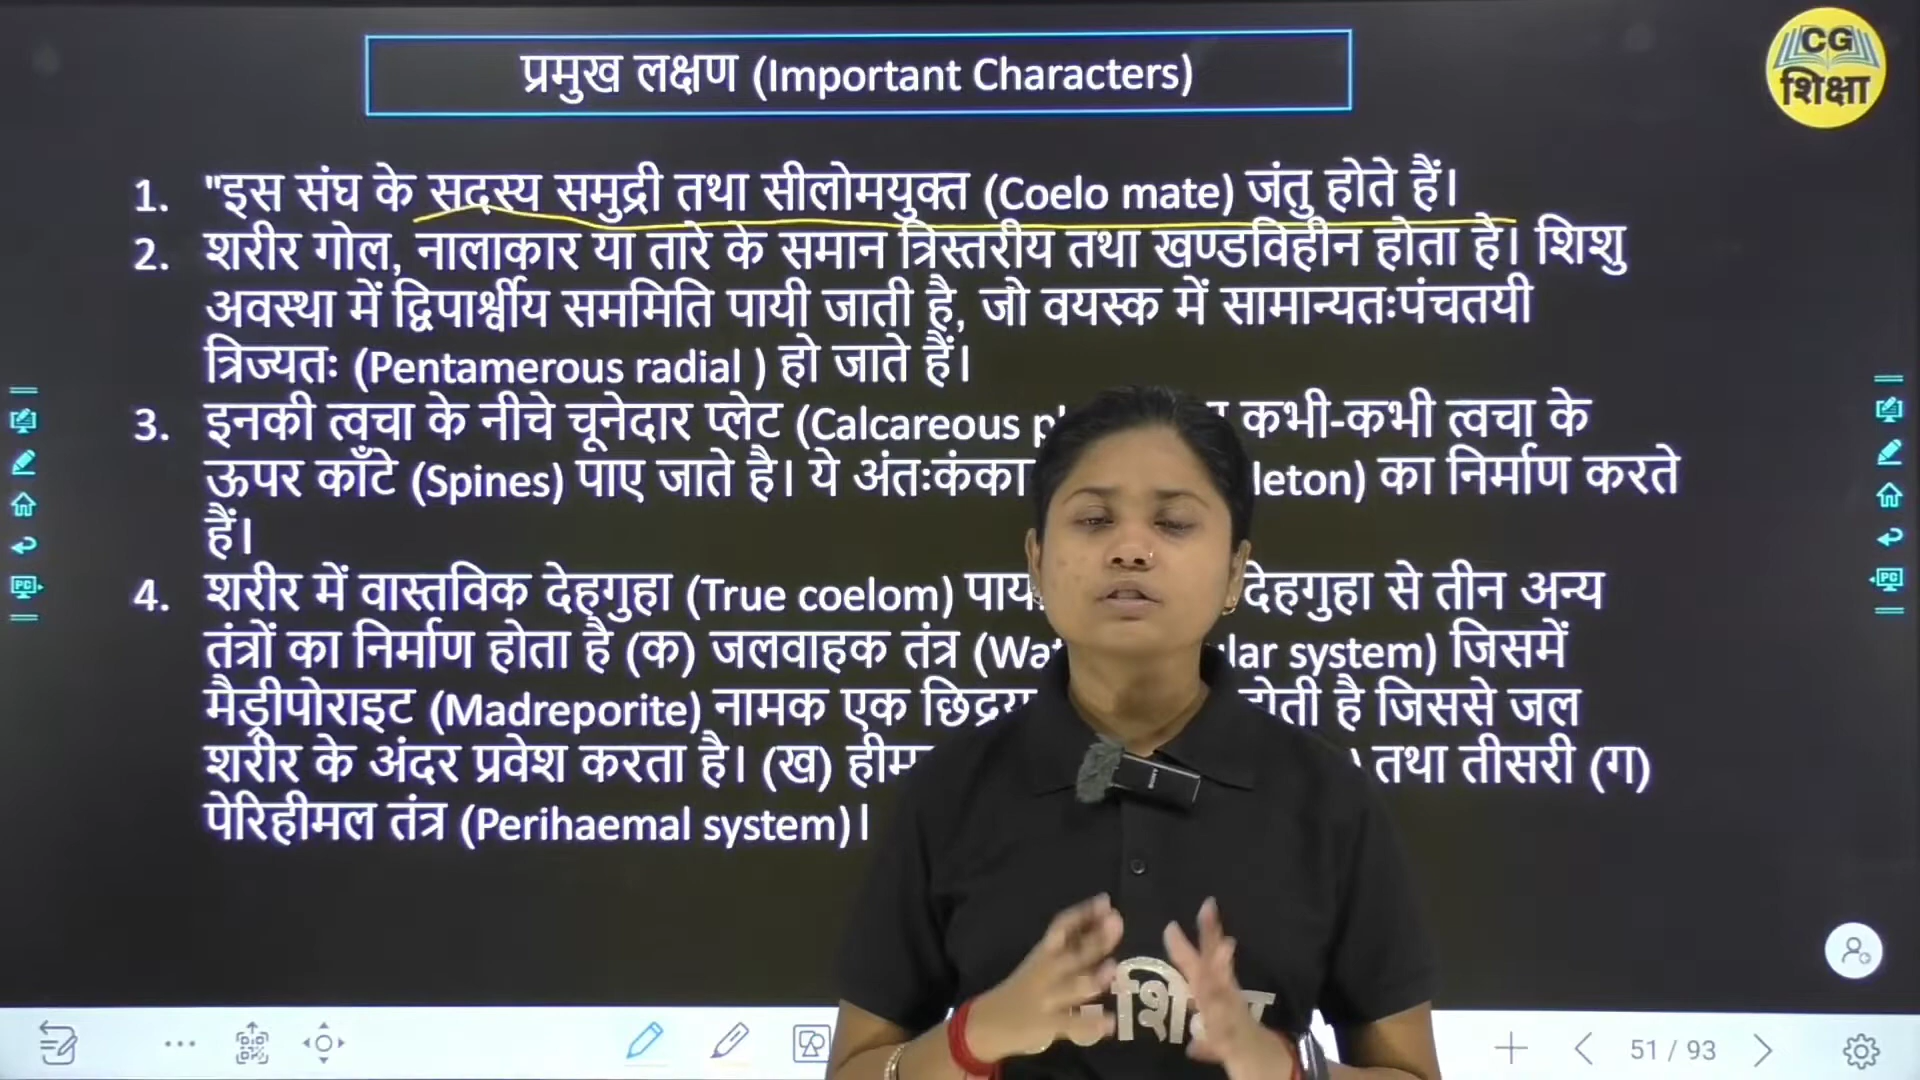 प्रमुख लक्षण (Important Characters)
CG
शिक्षा
1. "इस संघ के सदस्य समुद्री तथा सीलोमयुक्त (Coelo mate) जंतु होते हैं।
2. शरीर गोल, नालाकार या तारे के समान त्रिस्तरीय तथा खण्डविहीन होता है। शिशु
अवस्था में द्विपार्श्वीय सममिति पायी जाती है, जो वयस्क में सामान्यतःपंचतयी
त्रिज्यतः (Pentamerous radial ) हो जाते हैं।
3. इनकी त्वचा के नीचे चूनेदार प्लेट (Calcareous कभी-कभी त्वचा के
ऊपर काँटे (Spines) पाए जाते है। ये का निर्माण करते
हैं।
4. शरीर में वास्तविक देहगुहा (True coelom) देहगुहा से तीन अन्य
तंत्रों का निर्माण होता है (क) जलवाहक तंत्र system) जिसमें
मैड्रीपोराइट (Madreporite) नामक एक होती है जिससे जल
शरीर के अंदर प्रवेश करता है। (ख) तथा तीसरी (ग)
पेरिहीमल तंत्र (Perihaemal system)।
PC
PC
51 / 93